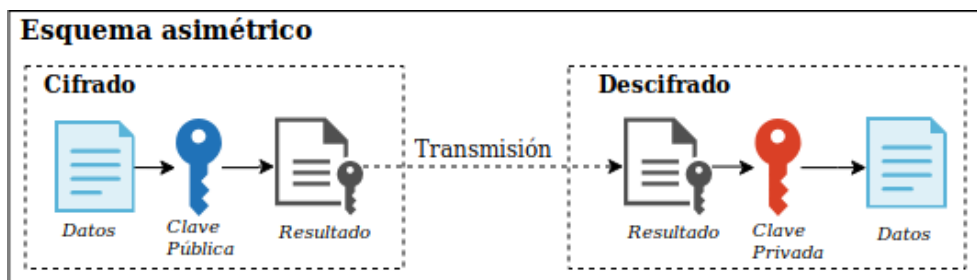 Esquema asimétrico
Cifrado
Datos
Clave
Pública
Resultado
Transmisión
Descifrado
Resultado
Clave
Privada
Datos